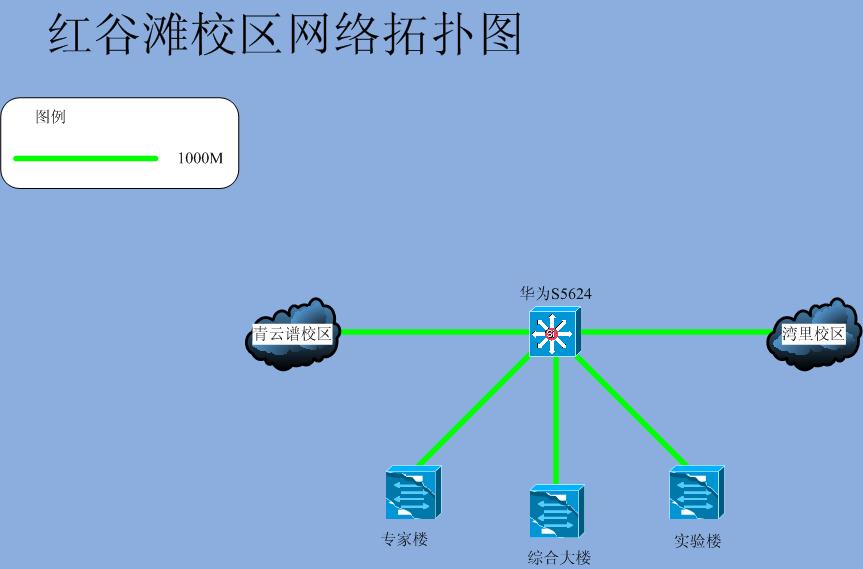 红谷滩校区网络拓扑图
图例
1000M
华为S5624
青云谱校区
湾里校区
专家楼
综合大楼
实验楼